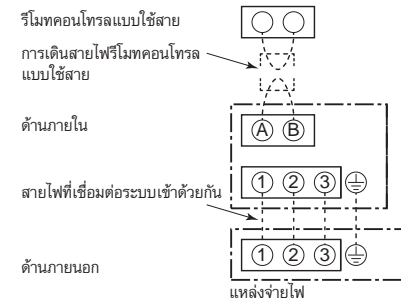 รีโมทคอนโทรลแบบใช้สาย
การเดินสายไฟรีโมทคอนโทรล
แบบใช้สาย
ด้านภายใน
A B
1 2 3
สายไฟที่เชื่อมต่อระบบเข้าด้วยกัน
1 2 3
ด้านภายนอก
แหล่งจ่ายไฟ